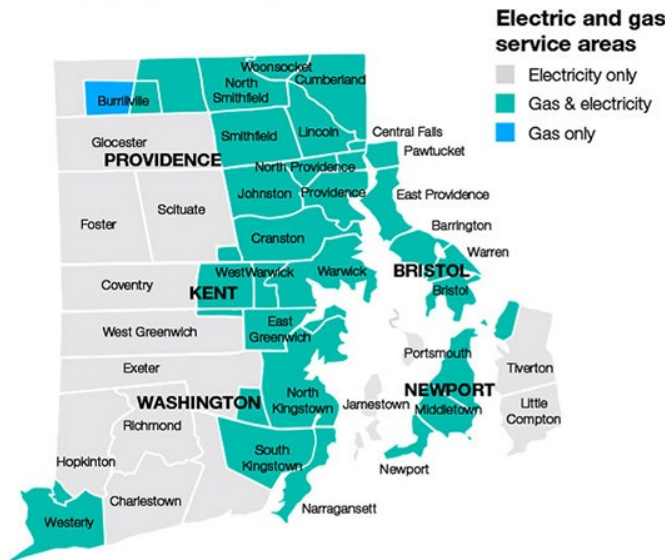 Electric and gas
service areas
Electricity only
Gas & electricity
Gas only
Woonsocket
Cumberland
North
Smithfield
Burrillville
Glocester
Smithfield
Lincoln
Central Falls
Pawtucket
PROVIDENCE
North Providence
Johnston
Providence
East Providence
Foster
Scituate
Cranston
Barrington
Warren
Coventry
WestWarwick
Warwick
BRISTOL
KENT
Bristol
West Greenwich
East
Greenwich
Portsmouth
Tiverton
Exeter
WASHINGTON
North
Kingstown
Jamestown
NEWPORT
Middletown
Little
Compton
Richmond
South
Kingstown
Hopkinton
Newport
Charlestown
Narragansett
Westerly